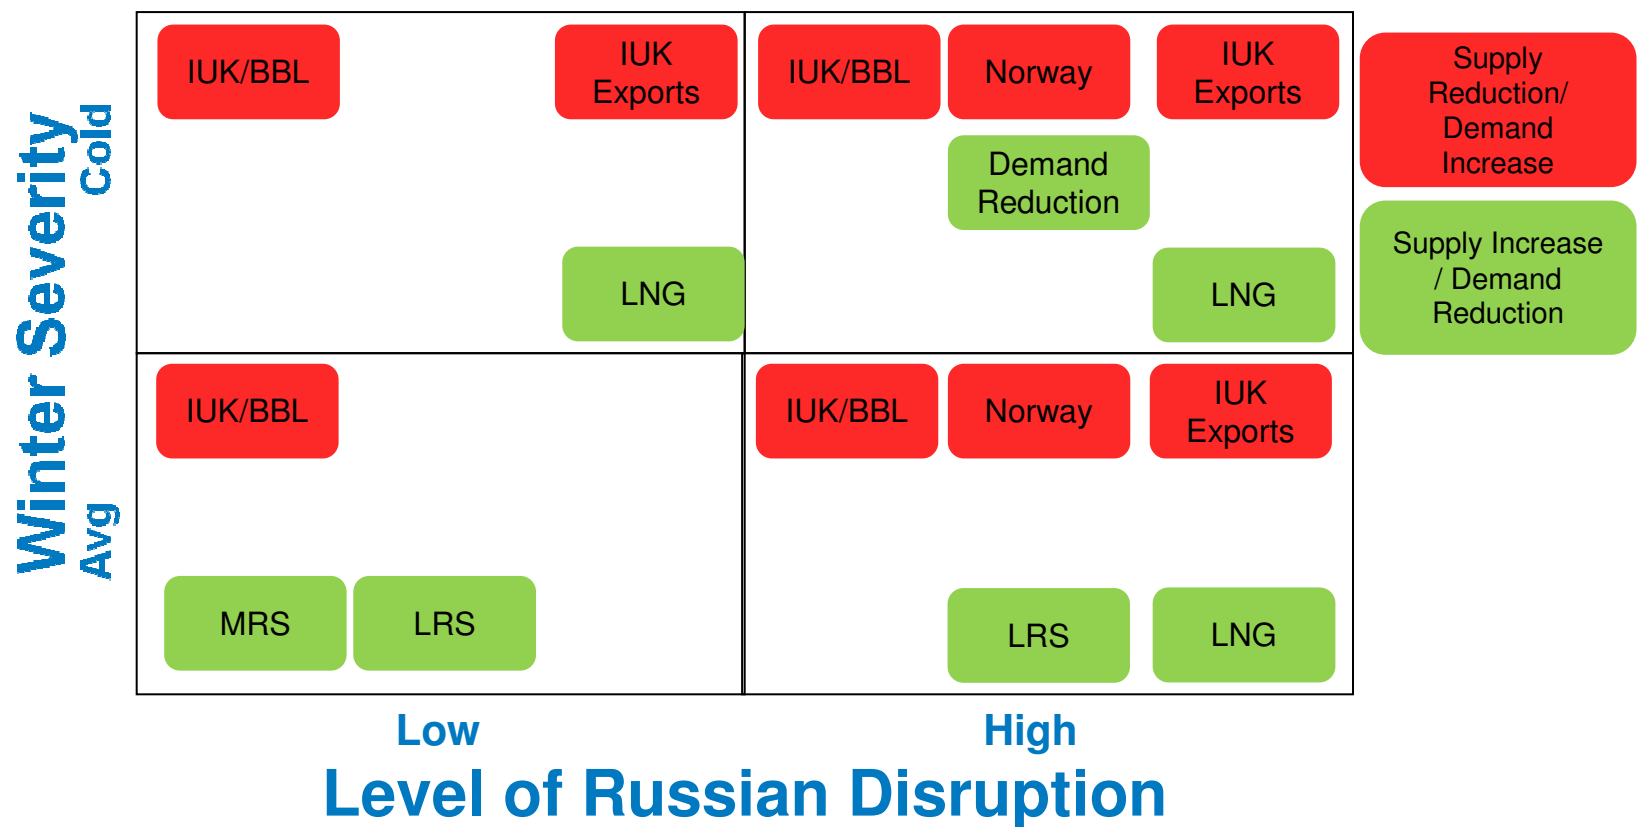 Winter Severity
Cold
Avg
IUK/BBL
IUK
Exports
LNG
IUK/BBL
Norway
IUK
Exports
Demand
Reduction
LNG
IUK/BBL
MRS
LRS
IUK/BBL
Norway
IUK
Exports
LRS
LNG
Supply
Reduction/
Demand
Increase
Supply Increase
/ Demand
Reduction
Low
High
Level of Russian Disruption